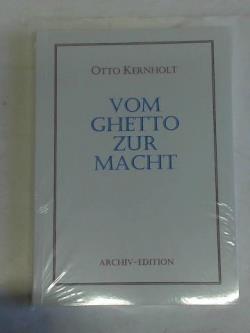 OTTO KERNHOLT
VOM
GHETTO
ZUR
MACHT
ARCHIV-EDITION